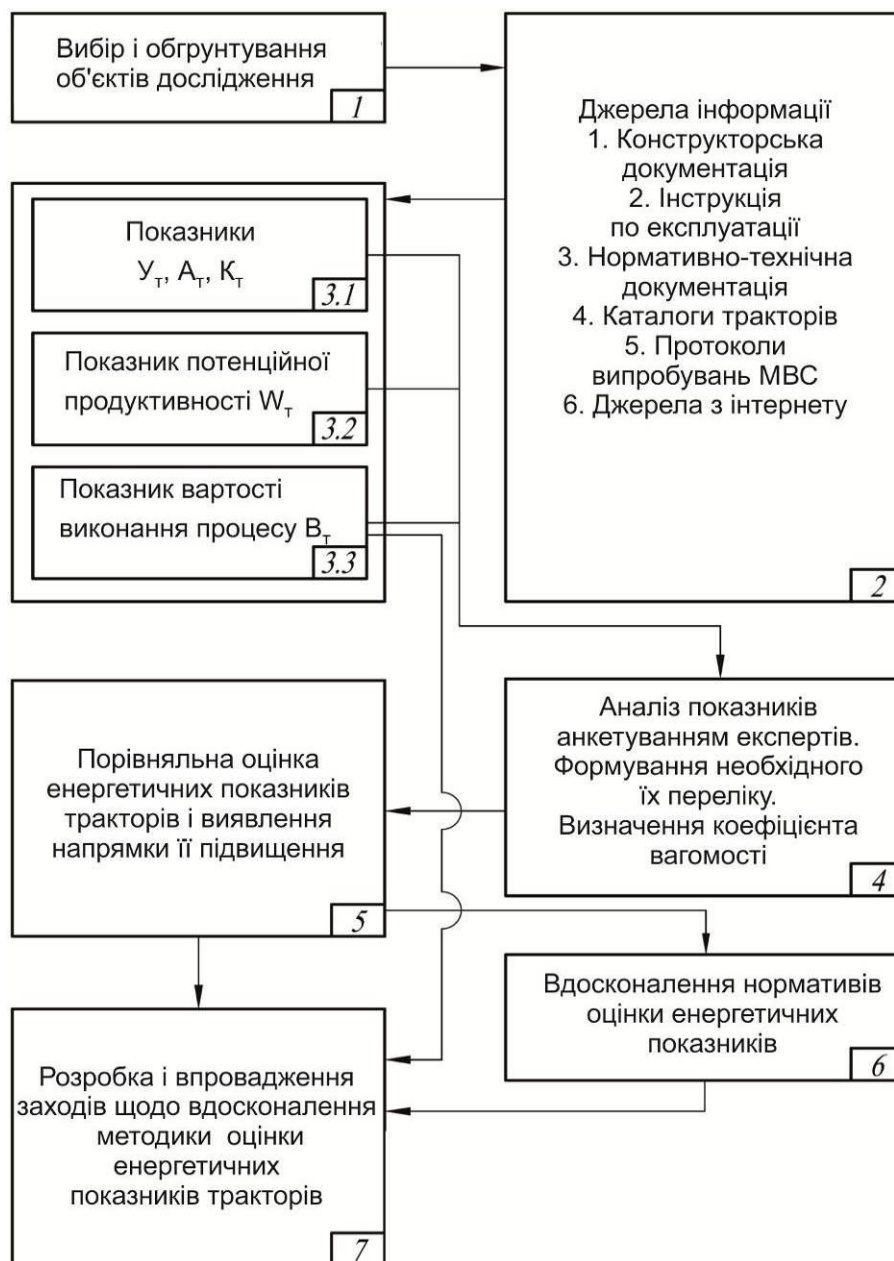 Вибір і обгрунтування
об'єктів дослідження
1
Джерела інформації
1. Конструкторська
документація
2. Інструкція
по експлуатації
3. Нормативно-технічна
документація
4. Каталоги тракторів
5. Протоколи
випробувань МВС
6. Джерела з інтернету
2
Показники
Ут, Ат, Кт
3.1
Показник потенційної
продуктивності Wт
3.2
Показник вартості
виконання процесу Вт
3.3
Аналіз показників
анкетуванням експертів.
Формування необхідного
їх переліку.
Визначення коефіцієнта
вагомості
4
Порівняльна оцінка
енергетичних показників
тракторів і виявлення
напрямки її підвищення
5
Вдосконалення нормативів
оцінки енергетичних
показників
6
Розробка і впровадження
заходів щодо вдосконалення
методики оцінки
енергетичних
показників тракторів
7